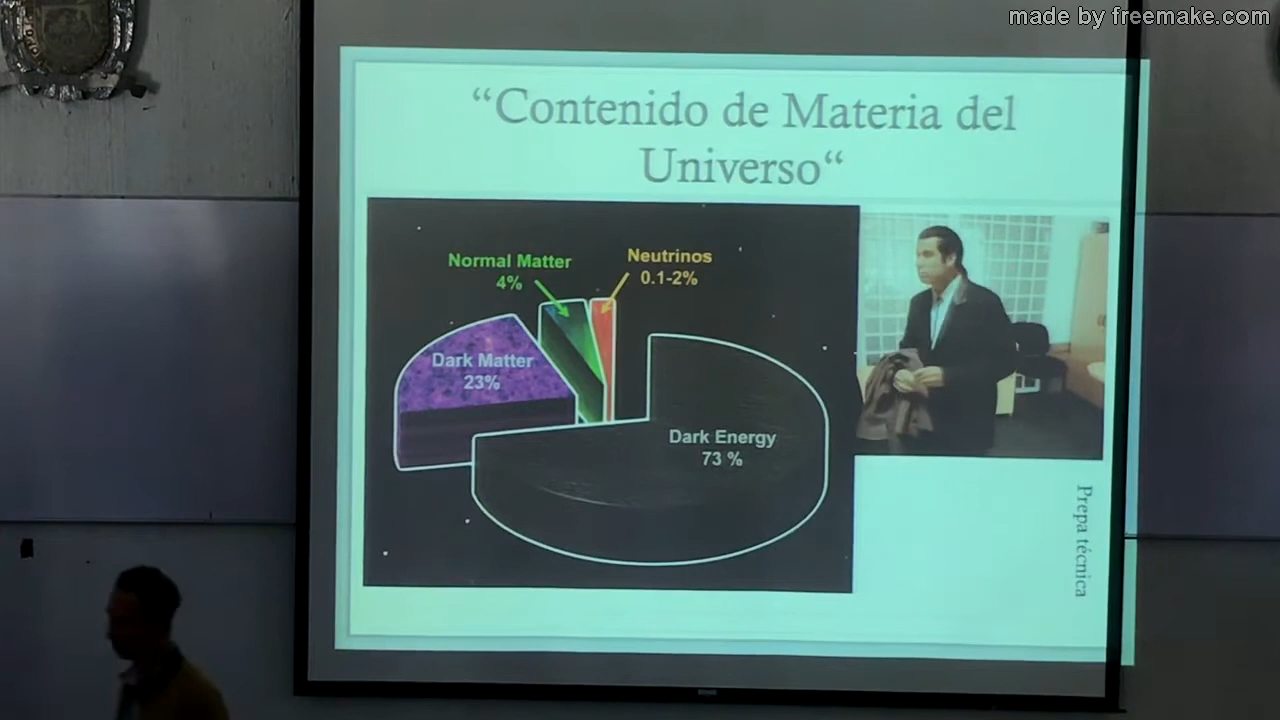 made by freemake.com
“Contenido de Materia del
Universo“
Normal Matter
4%
Neutrinos
0.1-2%
Dark Matter
23%
Dark Energy
73 %
Prepa técnica